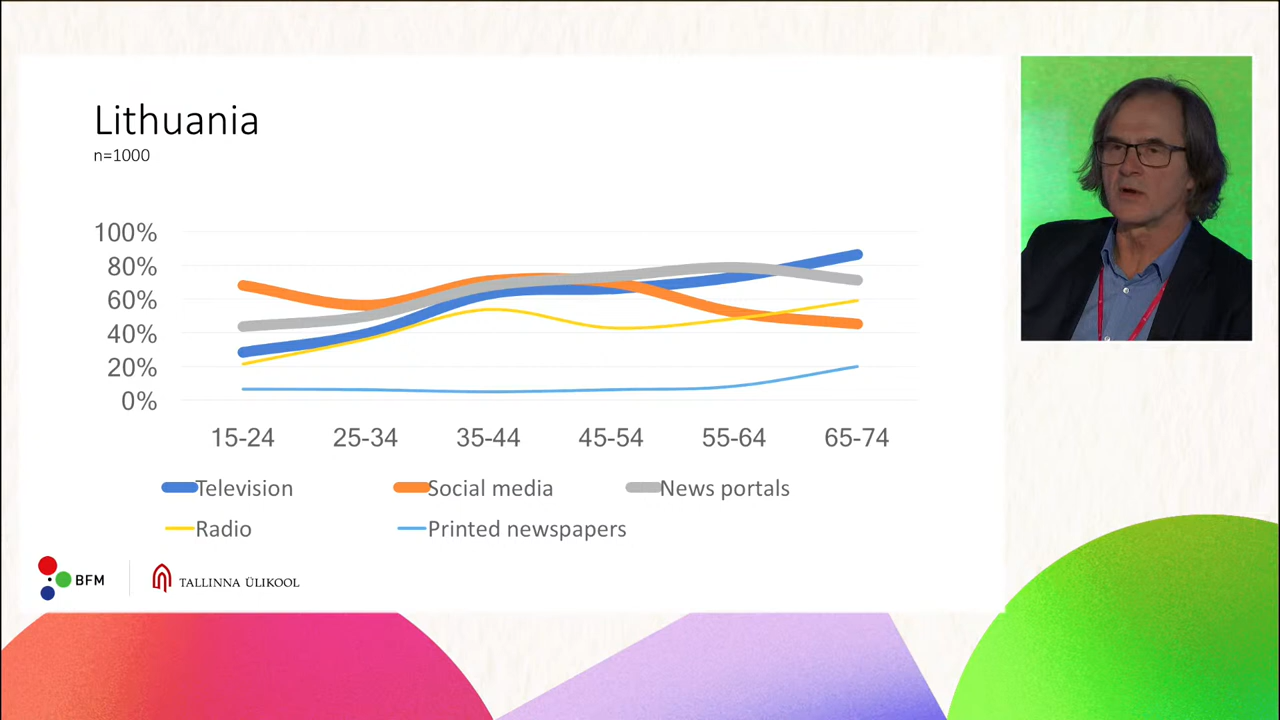 Lithuania
n=1000
100%
80%
60%
40%
20%
0%
15-24 25-34 35-44 45-54 55-64 65-74
Television Social media News portals
Radio Printed newspapers
BFM TALLINNA ÜLIKOOL